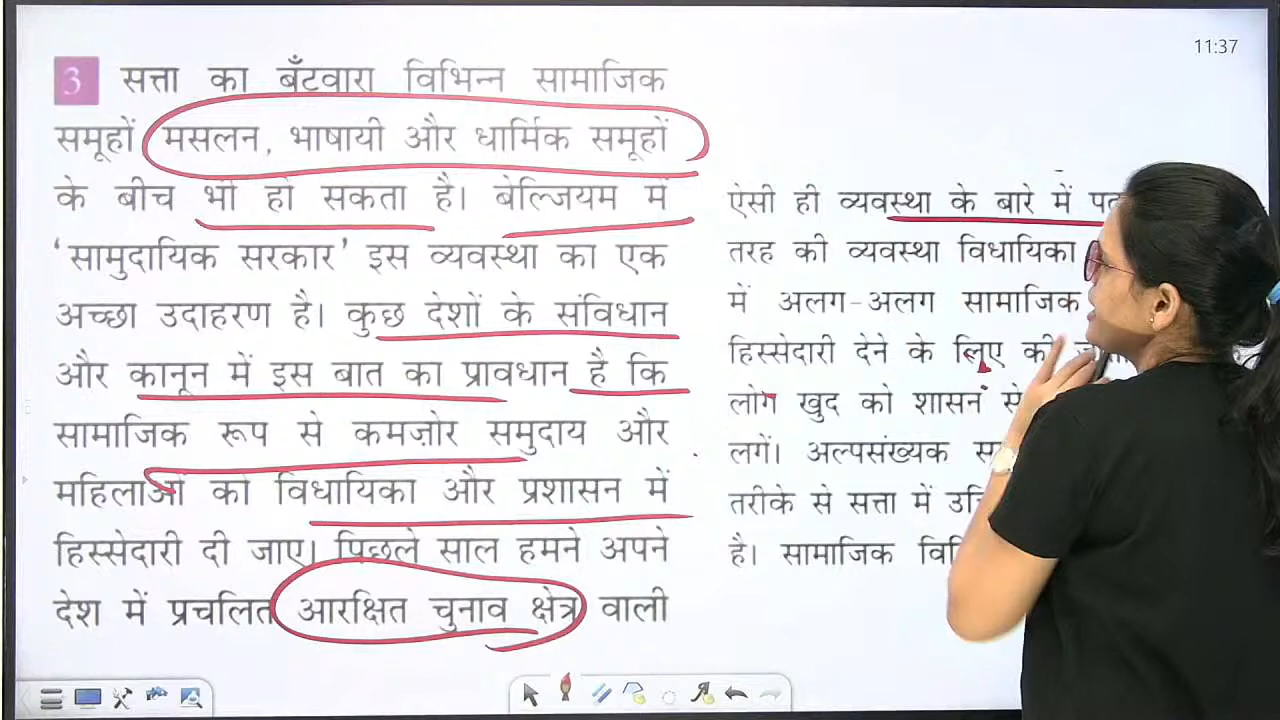 11:37
3 सत्ता का बँटवारा विभिन्न सामाजिक
समूहों मसलन, भाषायी और धार्मिक समूहों
के बीच भी हो सकता है। बेल्जियम में
‘सामुदायिक सरकार’ इस व्यवस्था का एक
अच्छा उदाहरण है। कुछ देशों के संविधान
और कानून में इस बात का प्रावधान है कि
सामाजिक रूप से कमज़ोर समुदाय और
महिलाओं को विधायिका और प्रशासन में
हिस्सेदारी दी जाए। पिछले साल हमने अपने
देश में प्रचलित आरक्षित चुनाव क्षेत्र वाली
ऐसी ही व्यवस्था के बारे में
तरह की व्यवस्था विधायिका
में अलग-अलग सामाजिक
हिस्सेदारी देने के लिए की
लोग खुद को शासन से
लगें। अल्पसंख्यक
तरीके से सत्ता में
है। सामाजिक